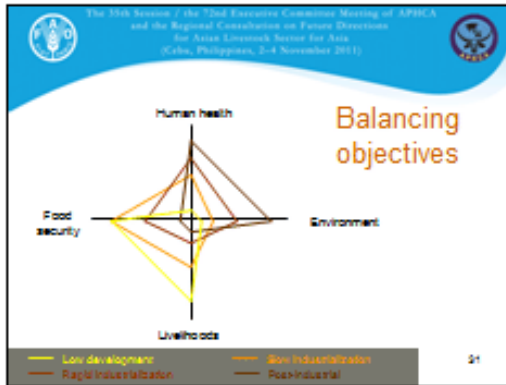 The 35th Session / the 72nd Executive Committee Meeting of APHCA
and the Regional Consultation on Future Directions
for Asian Livestock Sector for Asia
(Cebu, Philippines, 2-4 November 2011)
FAO
APHCA
Balancing
objectives
Human health
Food
security
Environment
Livelihoods
Low development
Slow industrialization
Rapid industrialization
Post-industrial